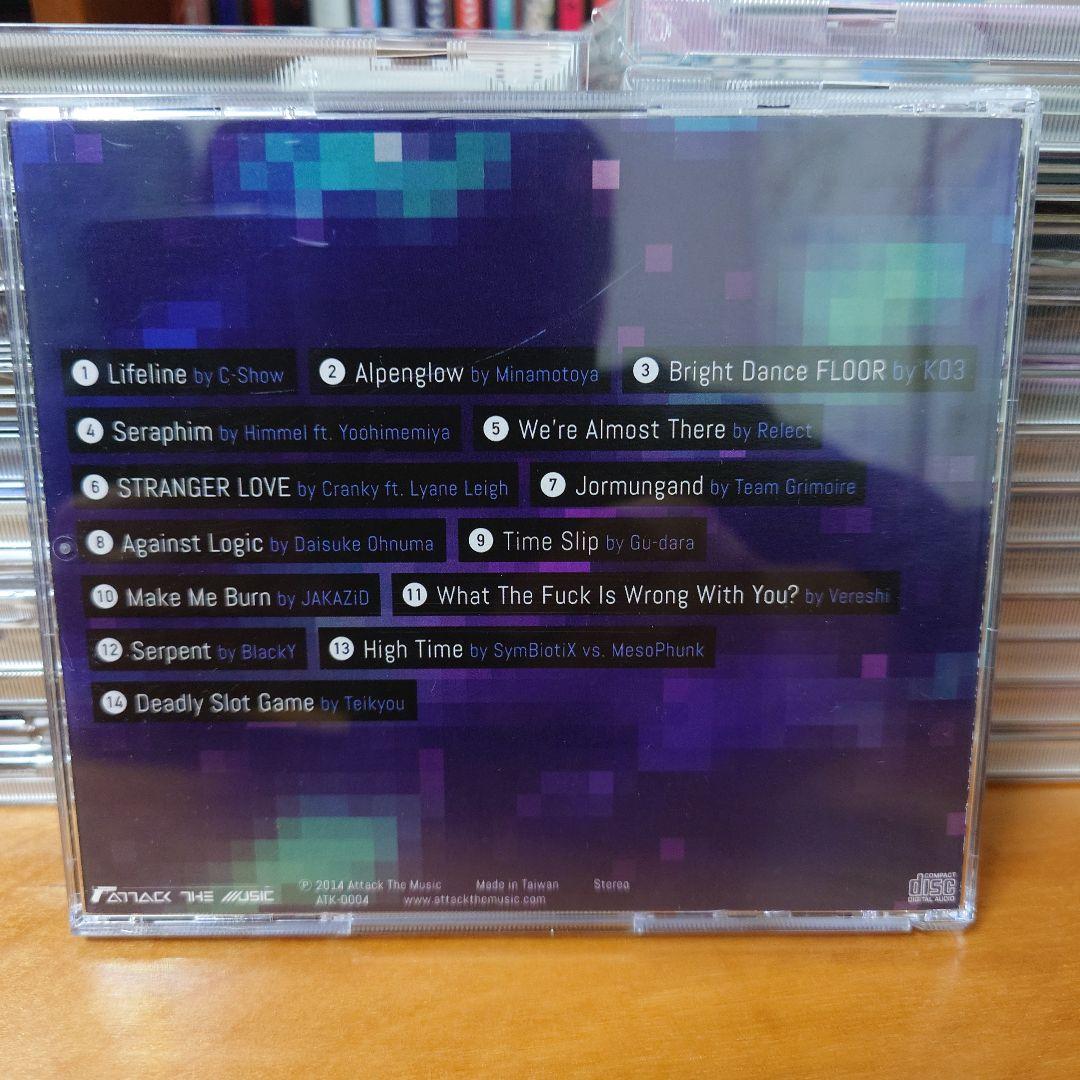 1 Lifeline by C-Show 2 Alpenglow by Minamotoya 3 Bright Dance FLOOR by KO3
4 Seraphim by Himmel ft. Yoohimemiya 5 We're Almost There by Relect
6 STRANGER LOVE by Cranky ft. Lyane Leigh 7 Jormungand by Team Grimoire
8 Against Logic by Daisuke Ohnuma 9 Time Slip by Gu-dara
10 Make Me Burn by JAKAZiD 11 What The Fuck Is Wrong With You? by Vereshi
12 Serpent by BlackY 13 High Time by SymBiotiX vs. MesoPhunk
14 Deadly Slot Game by Teikyou
ATTACK THE MUSIC ℗ 2014 Attack The Music Made in Taiwan Stereo
ATK-0004 www.attackthemusic.com
COMPACT
disc
DIGITAL AUDIO